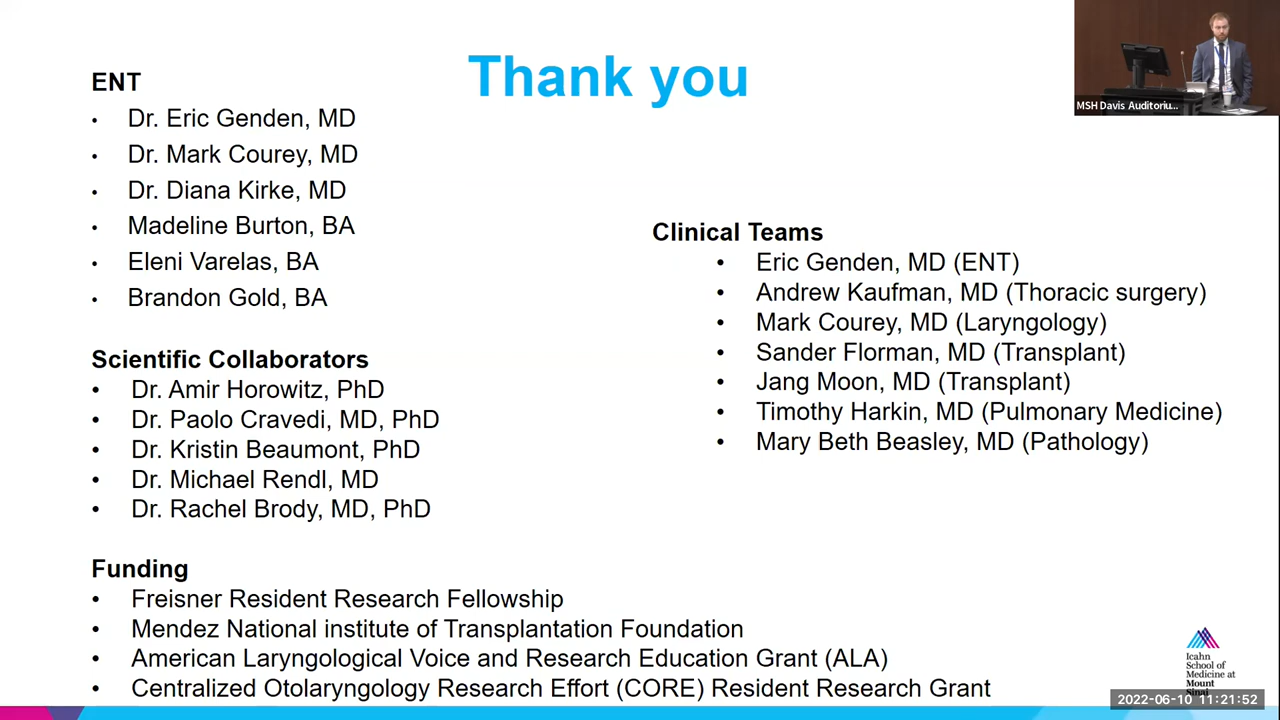 Thank you
ENT
• Dr. Eric Genden, MD
• Dr. Mark Courey, MD
• Dr. Diana Kirke, MD
• Madeline Burton, BA
• Eleni Varelas, BA
• Brandon Gold, BA
Scientific Collaborators
• Dr. Amir Horowitz, PhD
• Dr. Paolo Cravedi, MD, PhD
• Dr. Kristin Beaumont, PhD
• Dr. Michael Rendl, MD
• Dr. Rachel Brody, MD, PhD
Funding
• Freisner Resident Research Fellowship
• Mendez National institute of Transplantation Foundation
• American Laryngological Voice and Research Education Grant (ALA)
• Centralized Otolaryngology Research Effort (CORE) Resident Research Grant
Clinical Teams
• Eric Genden, MD (ENT)
• Andrew Kaufman, MD (Thoracic surgery)
• Mark Courey, MD (Laryngology)
• Sander Florman, MD (Transplant)
• Jang Moon, MD (Transplant)
• Timothy Harkin, MD (Pulmonary Medicine)
• Mary Beth Beasley, MD (Pathology)
MSH Davis Auditoriu...
Icahn
School of
Medicine at
Mount
Sinai
2022-06-10 11:21:52